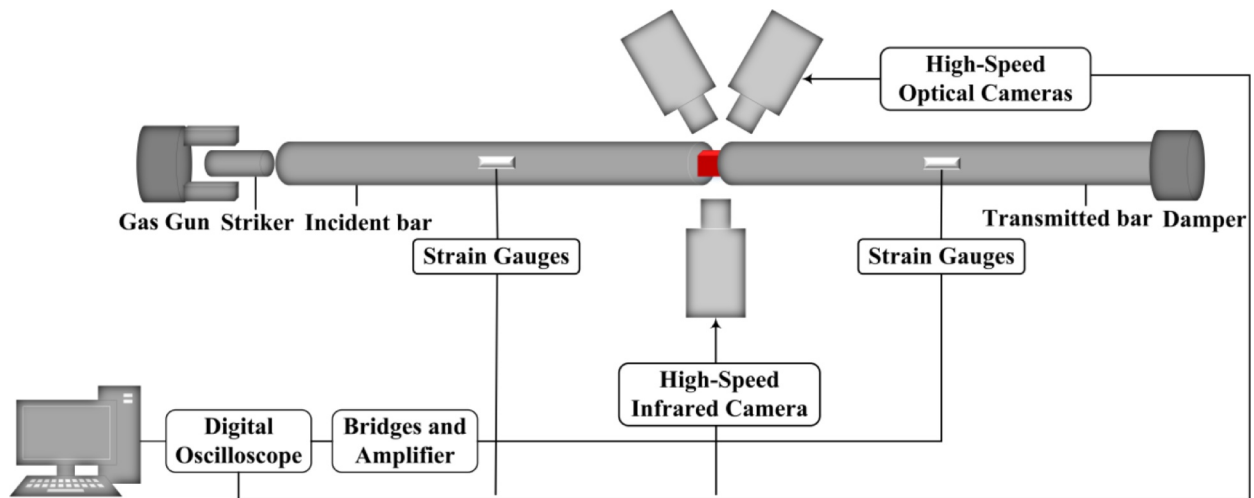 High-Speed
Optical Cameras
Gas Gun Striker Incident bar
Transmitted bar Damper
Strain Gauges
Strain Gauges
High-Speed
Infrared Camera
Digital
Oscilloscope
Bridges and
Amplifier